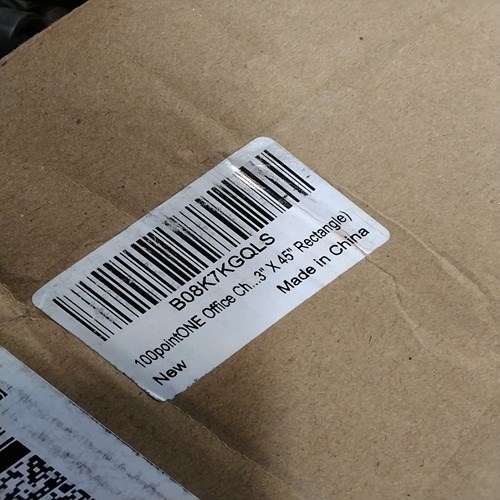 B08K7KGQLS
100pointONE Office Ch...3" X 45" Rectangle)
New
Made in China